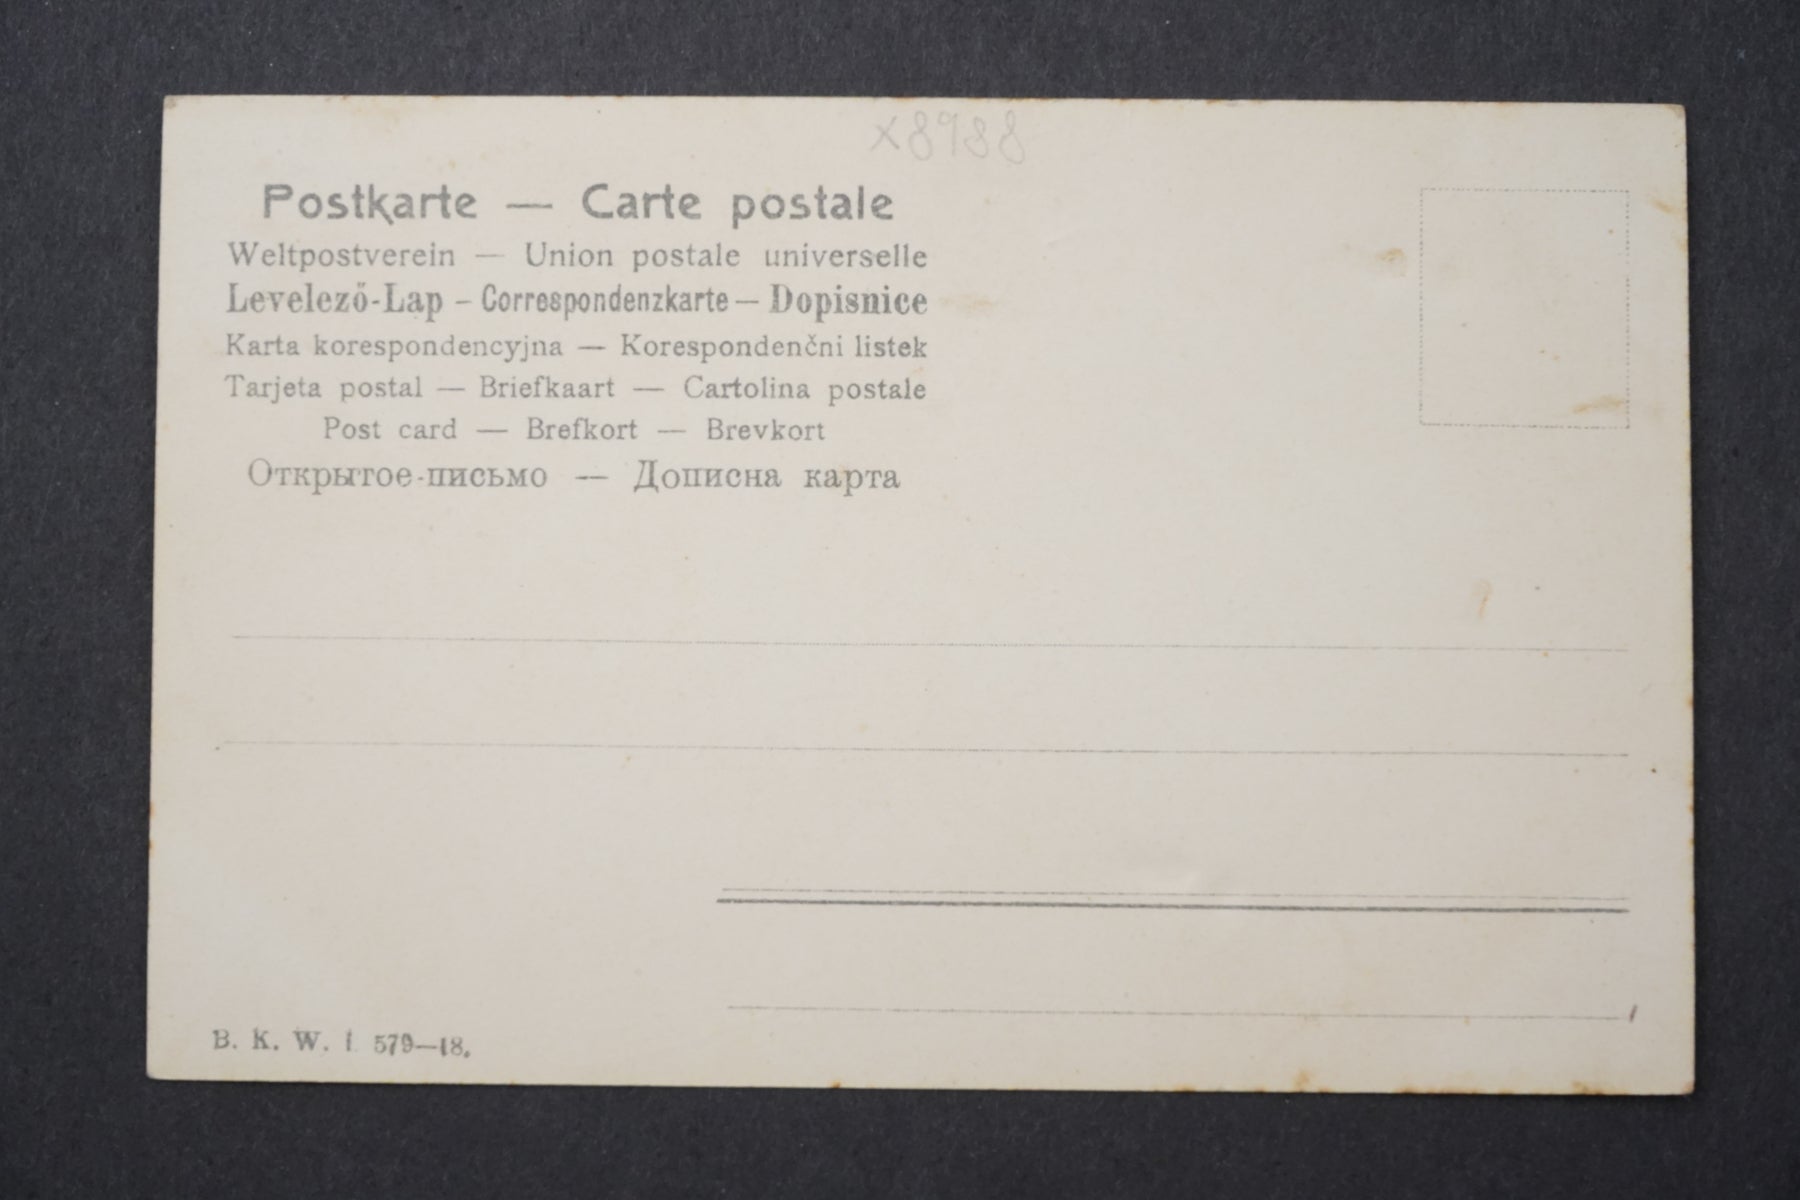 x8988
Postkarte — Carte postale
Weltpostverein — Union postale universelle
Levelező-Lap – Correspondenzkarte — Dopisnice
Karta korespondencyjna — Korespondenčni listek
Tarjeta postal — Briefkaart — Cartolina postale
Post card — Brefkort — Brevkort
Открытое-письмо — Дописна карта
B. K. W. I. 579—18.